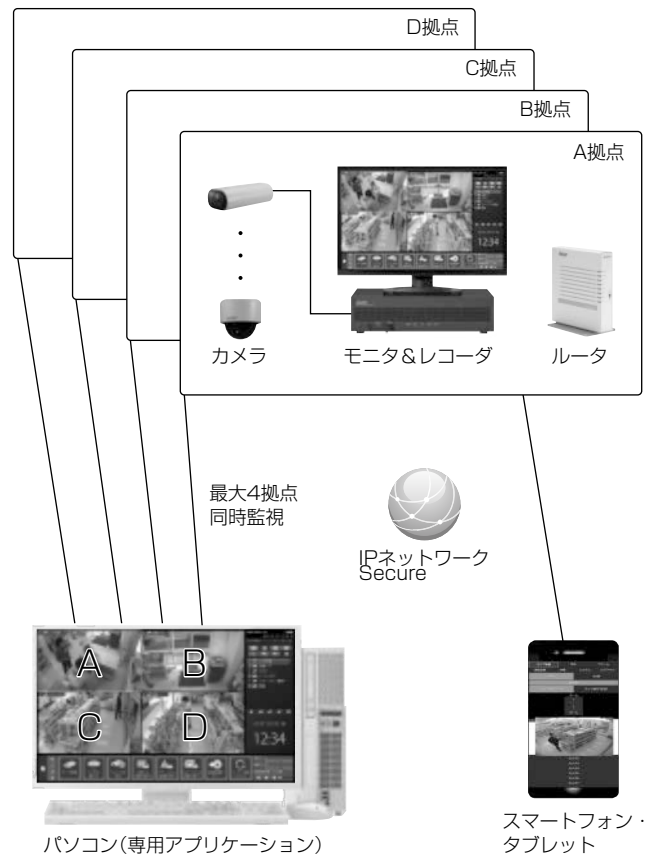 D拠点
C拠点
B拠点
A拠点
12:34
カメラ
モニタ&レコーダ
ルータ
最大4拠点
同時監視
IPネットワーク
Secure
A
B
C
D
12:34
パソコン(専用アプリケーション)
スマートフォン・
タブレット